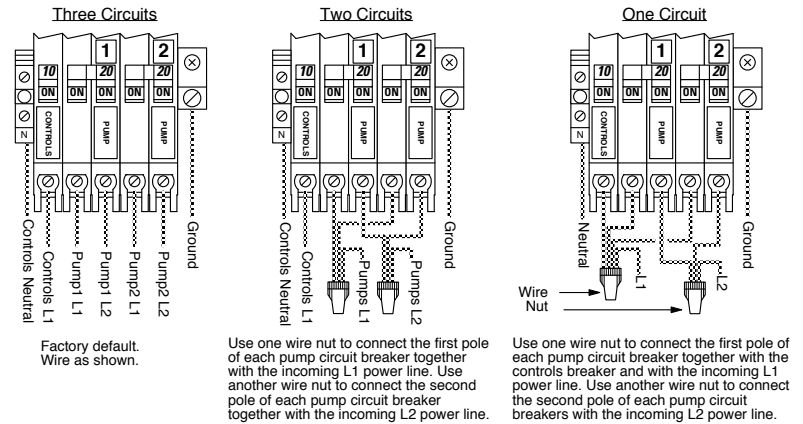 Three Circuits
1 2
10 20 20
ON ON ON ON ON
CONTROLS PUMP PUMP
N
Controls Neutral
Controls L1
Pump1 L1
Pump1 L2
Pump2 L1
Pump2 L2
Ground
Factory default.
Wire as shown.
Two Circuits
1 2
10 20 20
ON ON ON ON ON
CONTROLS PUMP PUMP
N
Controls Neutral
Controls L1
Pumps L1
Pumps L2
Ground
Use one wire nut to connect the first pole
of each pump circuit breaker together
with the incoming L1 power line. Use
another wire nut to connect the second
pole of each pump circuit breaker
together with the incoming L2 power line.
One Circuit
1 2
10 20 20
ON ON ON ON ON
CONTROLS PUMP PUMP
N
Neutral
L1
L2
Ground
Wire
Nut
Use one wire nut to connect the first pole of
each pump circuit breaker together with the
controls breaker and with the incoming L1
power line. Use another wire nut to connect
the second pole of each pump circuit
breakers with the incoming L2 power line.